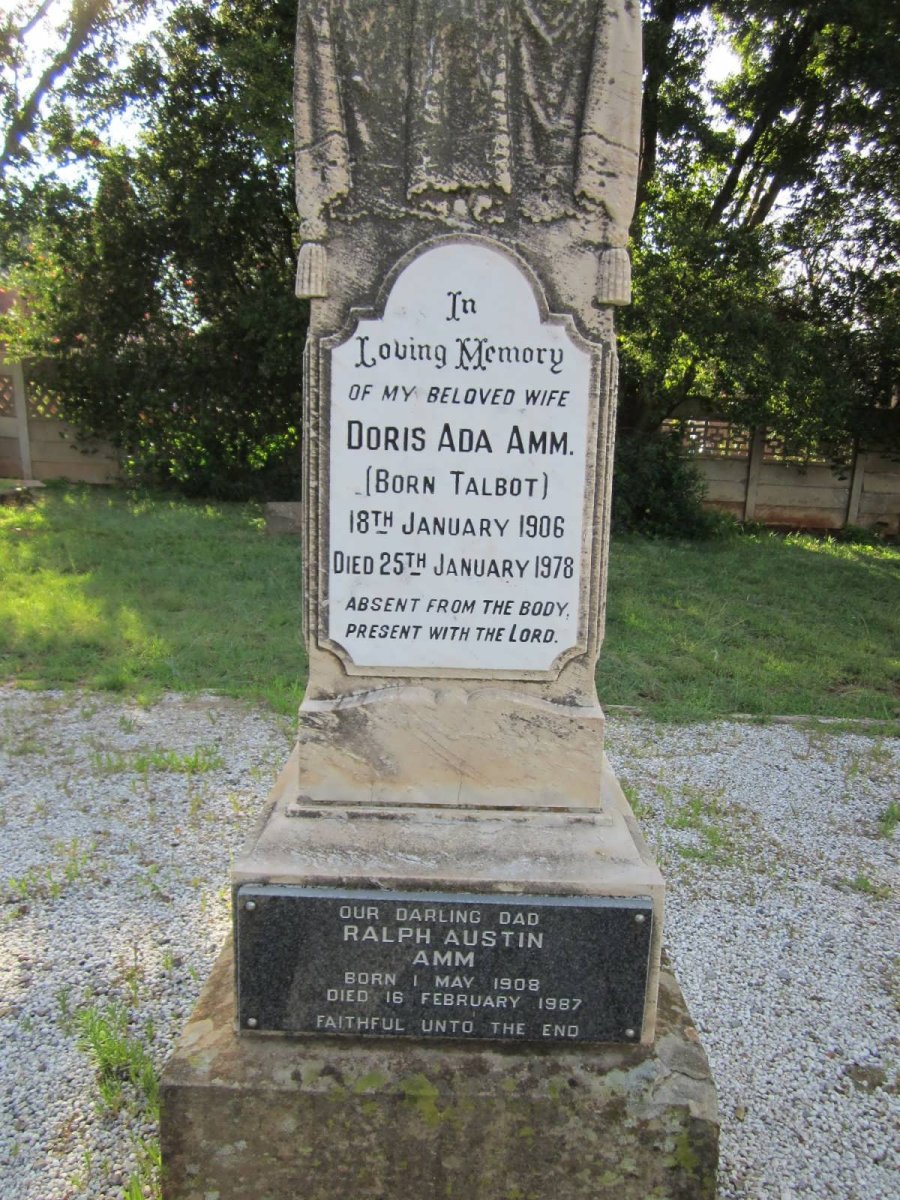 In
Loving Memory
OF MY BELOVED WIFE
DORIS ADA AMM.
(BORN TALBOT)
18TH JANUARY 1906
DIED 25TH JANUARY 1978
ABSENT FROM THE BODY,
PRESENT WITH THE LORD.
OUR DARLING DAD
RALPH AUSTIN
AMM
BORN 1 MAY 1908
DIED 16 FEBRUARY 1987
FAITHFUL UNTO THE END